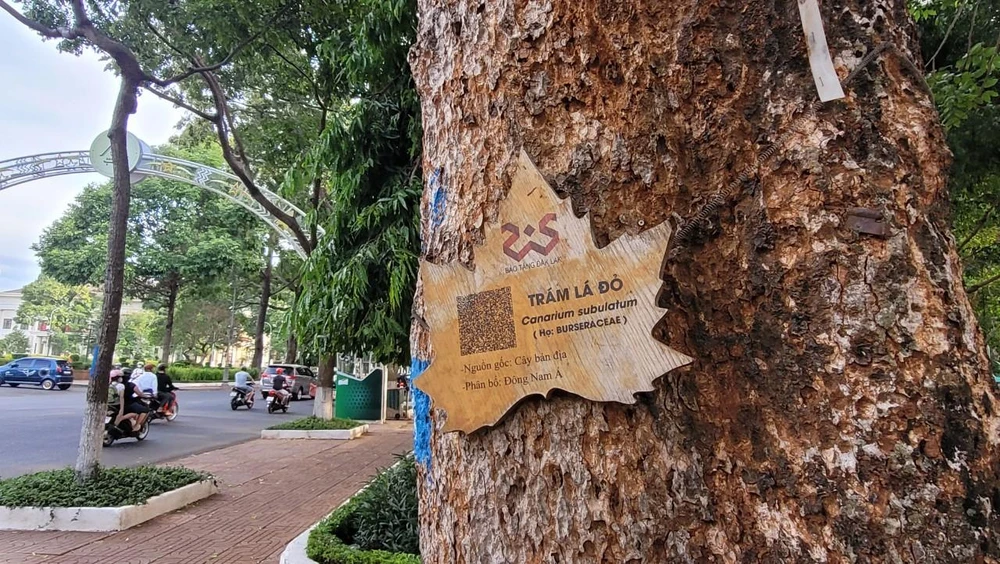 BẢO TÀNG ĐẮK LẮK
TRÁM LÁ ĐỎ
Canarium subulatum
( Họ: BURSERACEAE )
-Nguồn gốc: Cây bản địa
-Phân bố: Đông Nam Á